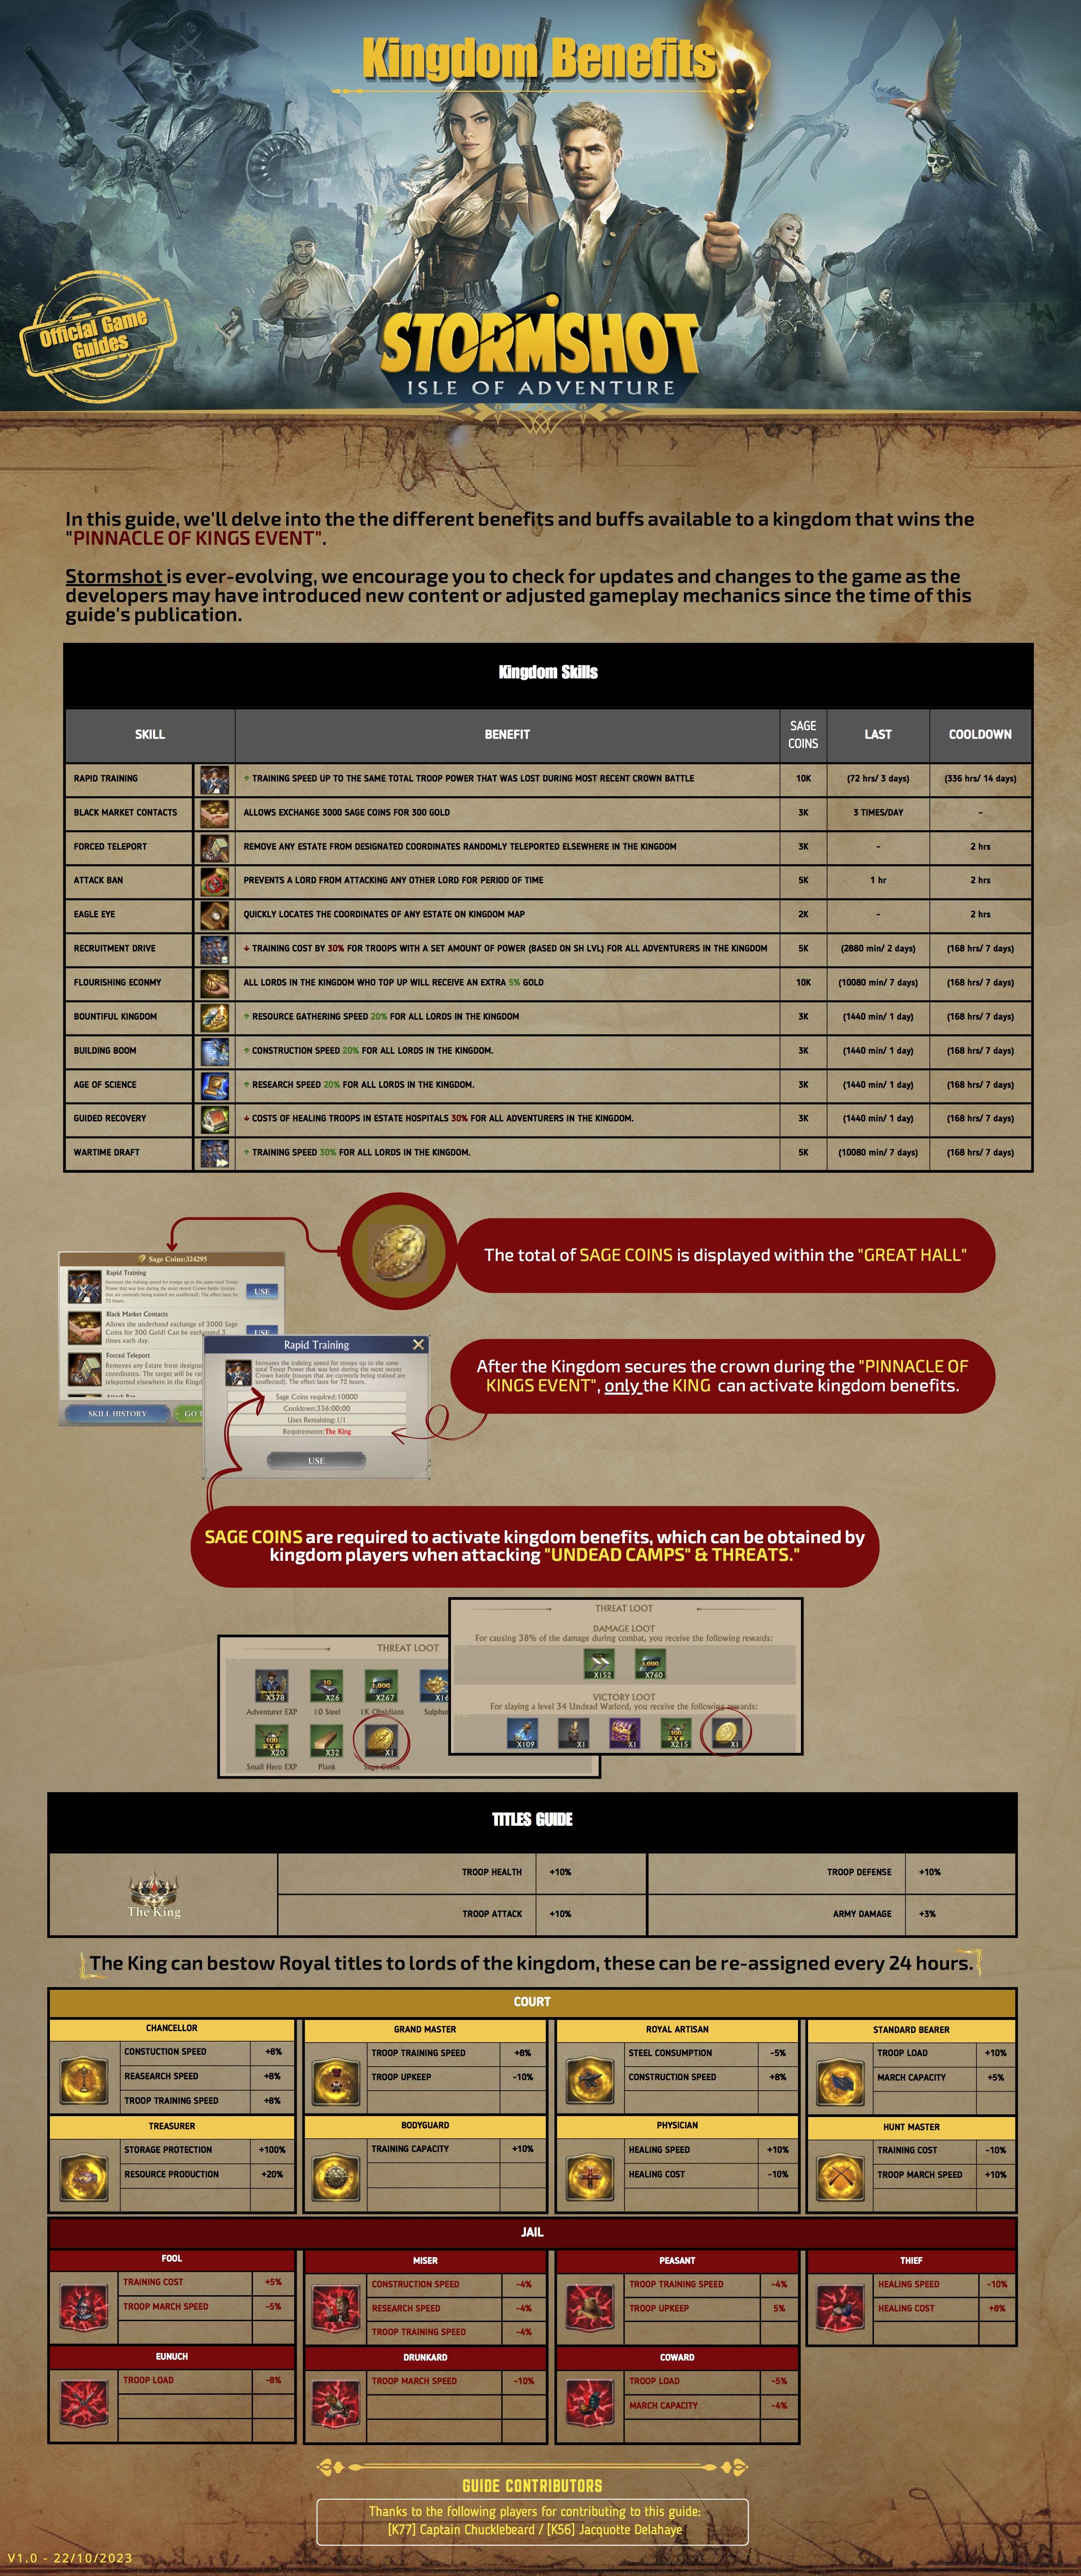 Kingdom Benefits
Official Game
Guides
STORMSHOT
ISLE OF ADVENTURE
In this guide, we'll delve into the the different benefits and buffs available to a kingdom that wins the
"PINNACLE OF KINGS EVENT".
Stormshot is ever-evolving, we encourage you to check for updates and changes to the game as the
developers may have introduced new content or adjusted gameplay mechanics since the time of this
guide's publication.
Kingdom Skills
SKILL BENEFIT SAGE COINS LAST COOLDOWN
RAPID TRAINING ↑ TRAINING SPEED UP TO THE SAME TOTAL TROOP POWER THAT WAS LOST DURING MOST RECENT CROWN BATTLE 10K (72 hrs/ 3 days) (336 hrs/ 14 days)
BLACK MARKET CONTACTS ALLOWS EXCHANGE 3000 SAGE COINS FOR 300 GOLD 3K 3 TIMES/DAY -
FORCED TELEPORT REMOVE ANY ESTATE FROM DESIGNATED COORDINATES RANDOMLY TELEPORTED ELSEWHERE IN THE KINGDOM 3K - 2 hrs
ATTACK BAN PREVENTS A LORD FROM ATTACKING ANY OTHER LORD FOR PERIOD OF TIME 5K 1 hr 2 hrs
EAGLE EYE QUICKLY LOCATES THE COORDINATES OF ANY ESTATE ON KINGDOM MAP 2K - 2 hrs
RECRUITMENT DRIVE ↓ TRAINING COST BY 30% FOR TROOPS WITH A SET AMOUNT OF POWER (BASED ON SH LVL) FOR ALL ADVENTURERS IN THE KINGDOM 5K (2880 min/ 2 days) (168 hrs/ 7 days)
FLOURISHING ECONMY ALL LORDS IN THE KINGDOM WHO TOP UP WILL RECEIVE AN EXTRA 5% GOLD 10K (10080 min/ 7 days) (168 hrs/ 7 days)
BOUNTIFUL KINGDOM ↑ RESOURCE GATHERING SPEED 20% FOR ALL LORDS IN THE KINGDOM 3K (1440 min/ 1 day) (168 hrs/ 7 days)
BUILDING BOOM ↑ CONSTRUCTION SPEED 20% FOR ALL LORDS IN THE KINGDOM. 3K (1440 min/ 1 day) (168 hrs/ 7 days)
AGE OF SCIENCE ↑ RESEARCH SPEED 20% FOR ALL LORDS IN THE KINGDOM. 3K (1440 min/ 1 day) (168 hrs/ 7 days)
GUIDED RECOVERY ↓ COSTS OF HEALING TROOPS IN ESTATE HOSPITALS 30% FOR ALL ADVENTURERS IN THE KINGDOM. 3K (1440 min/ 1 day) (168 hrs/ 7 days)
WARTIME DRAFT ↑ TRAINING SPEED 30% FOR ALL LORDS IN THE KINGDOM. 5K (10080 min/ 7 days) (168 hrs/ 7 days)
The total of SAGE COINS is displayed within the "GREAT HALL"
Sage Coins:324295
Rapid Training
Increases the training speed for troops up to the same total Troop
Power that was lost during the most recent Crown battle (troops
that are currently being trained are unaffected). The effect lasts for
72 hours.
USE
Black Market Contacts
Allows the underhand exchange of 3000 Sage
Coins for 300 Gold! Can be exchanged 3
times each day.
USE
Forced Teleport
Removes any Estate from
coordinates. The target will be
teleported elsewhere in the
SKILL HISTORY
Rapid Training
Increases the training speed for troops up to the same
total Troop Power that was lost during the most recent
Crown battle (troops that are currently being trained are
unaffected). The effect lasts for 72 hours.
Sage Coins required:10000
Cooldown:336:00:00
Uses Remaining:1/1
Requirements:The King
USE
After the Kingdom secures the crown during the "PINNACLE OF
KINGS EVENT", only the KING can activate kingdom benefits.
SAGE COINS are required to activate kingdom benefits, which can be obtained by
kingdom players when attacking "UNDEAD CAMPS" & THREATS."
THREAT LOOT
X378 X26 1,000 X267 X16
Adventurer EXP 10 Steel 1K Obsidians Sulphur
X20 X32 X1
Small Hero EXP Plank Sage Coins
THREAT LOOT
DAMAGE LOOT
For causing 38% of the damage during combat, you receive the following rewards:
X152 1,000 X760
VICTORY LOOT
For slaying a level 34 Undead Warlord, you receive the following rewards:
X109 X1 X1 X215 X1
TITLES GUIDE
The King
TROOP HEALTH +10% TROOP DEFENSE +10%
TROOP ATTACK +10% ARMY DAMAGE +3%
The King can bestow Royal titles to lords of the kingdom, these can be re-assigned every 24 hours.
COURT
CHANCELLOR
CONSTUCTION SPEED +8%
REASEARCH SPEED +8%
TROOP TRAINING SPEED +8%
GRAND MASTER
TROOP TRAINING SPEED +8%
TROOP UPKEEP -10%
ROYAL ARTISAN
STEEL CONSUMPTION -5%
CONSTRUCTION SPEED +8%
STANDARD BEARER
TROOP LOAD +10%
MARCH CAPACITY +5%
TREASURER
STORAGE PROTECTION +100%
RESOURCE PRODUCTION +20%
BODYGUARD
TRAINING CAPACITY +10%
PHYSICIAN
HEALING SPEED +10%
HEALING COST -10%
HUNT MASTER
TRAINING COST -10%
TROOP MARCH SPEED +10%
JAIL
FOOL
TRAINING COST +5%
TROOP MARCH SPEED -5%
MISER
CONSTRUCTION SPEED -4%
RESEARCH SPEED -4%
TROOP TRAINING SPEED -4%
PEASANT
TROOP TRAINING SPEED -4%
TROOP UPKEEP 5%
THIEF
HEALING SPEED -10%
HEALING COST +8%
EUNUCH
TROOP LOAD -8%
DRUNKARD
TROOP MARCH SPEED -10%
COWARD
TROOP LOAD -5%
MARCH CAPACITY -4%
GUIDE CONTRIBUTORS
Thanks to the following players for contributing to this guide:
[K77] Captain Chucklebeard / [K56] Jacquotte Delahaye
V1.0 - 22/10/2023